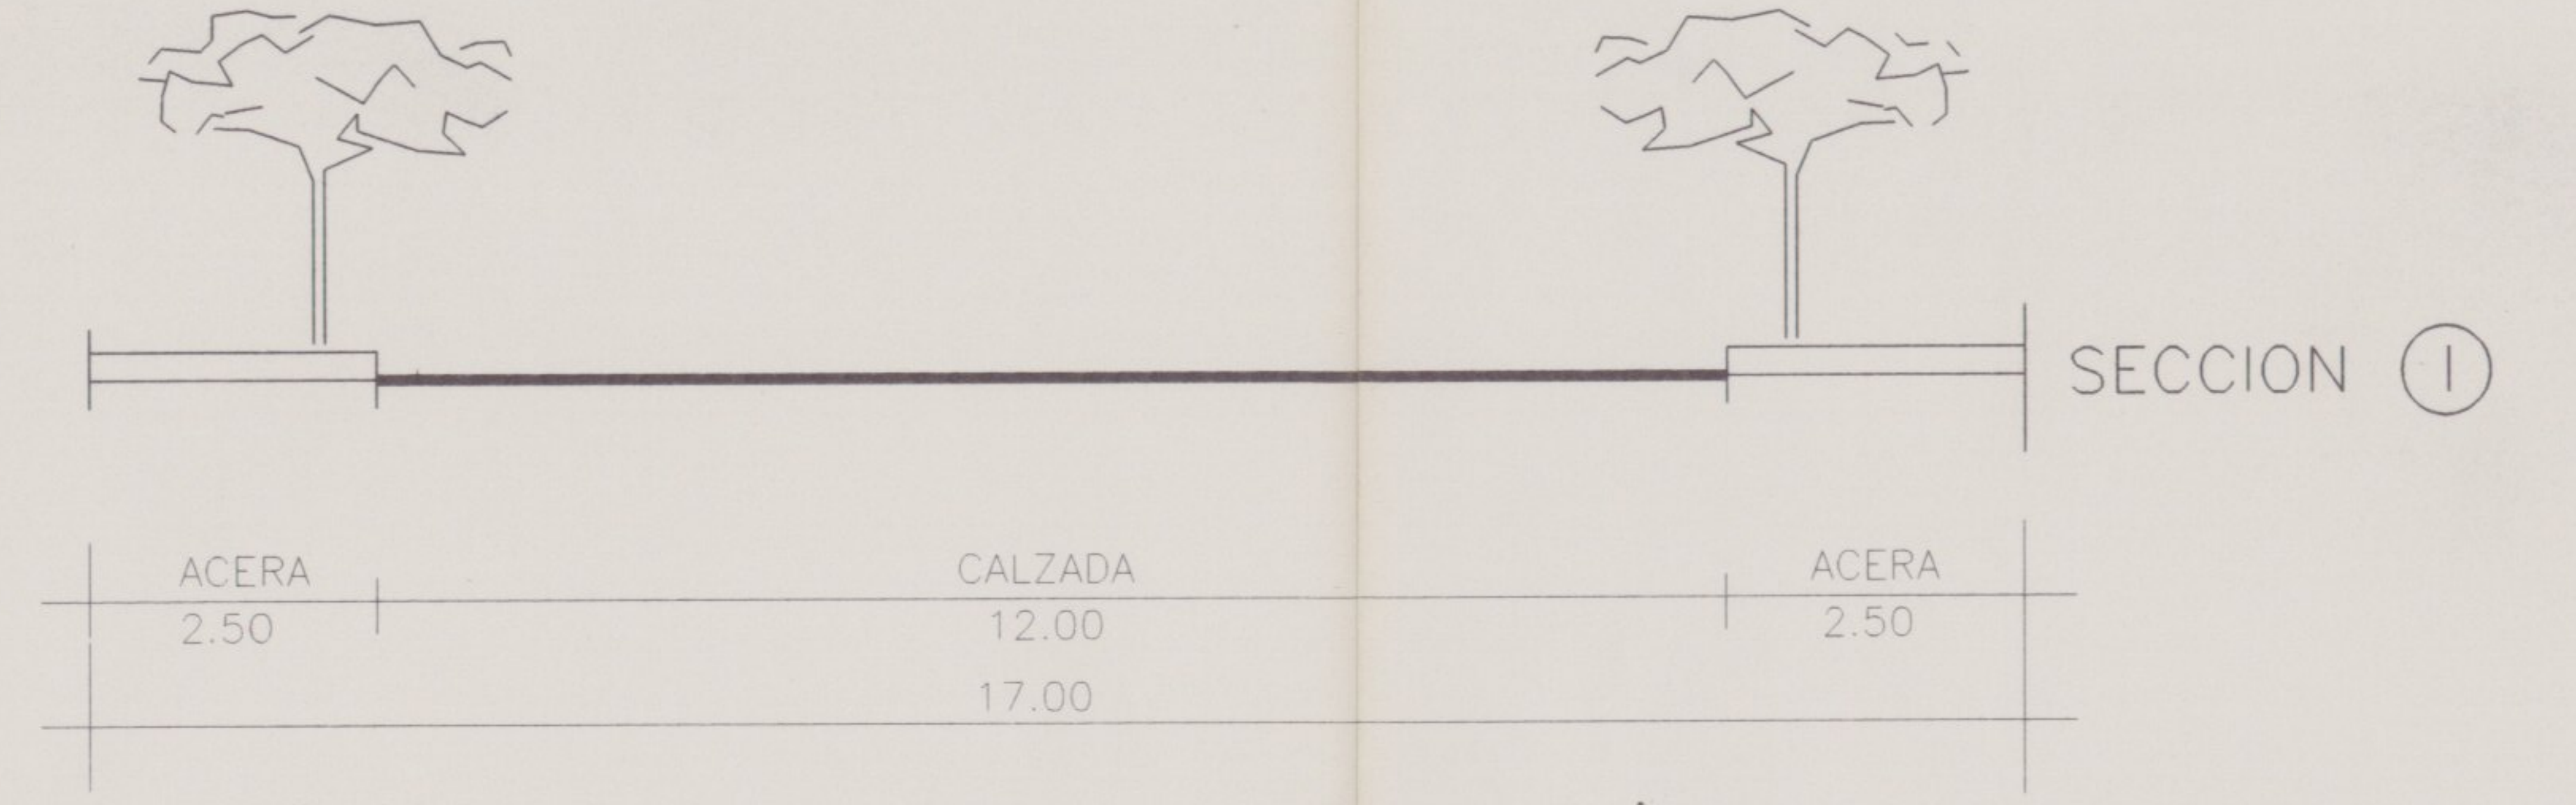 SECCION 1
ACERA CALZADA ACERA
2.50 12.00 2.50
17.00